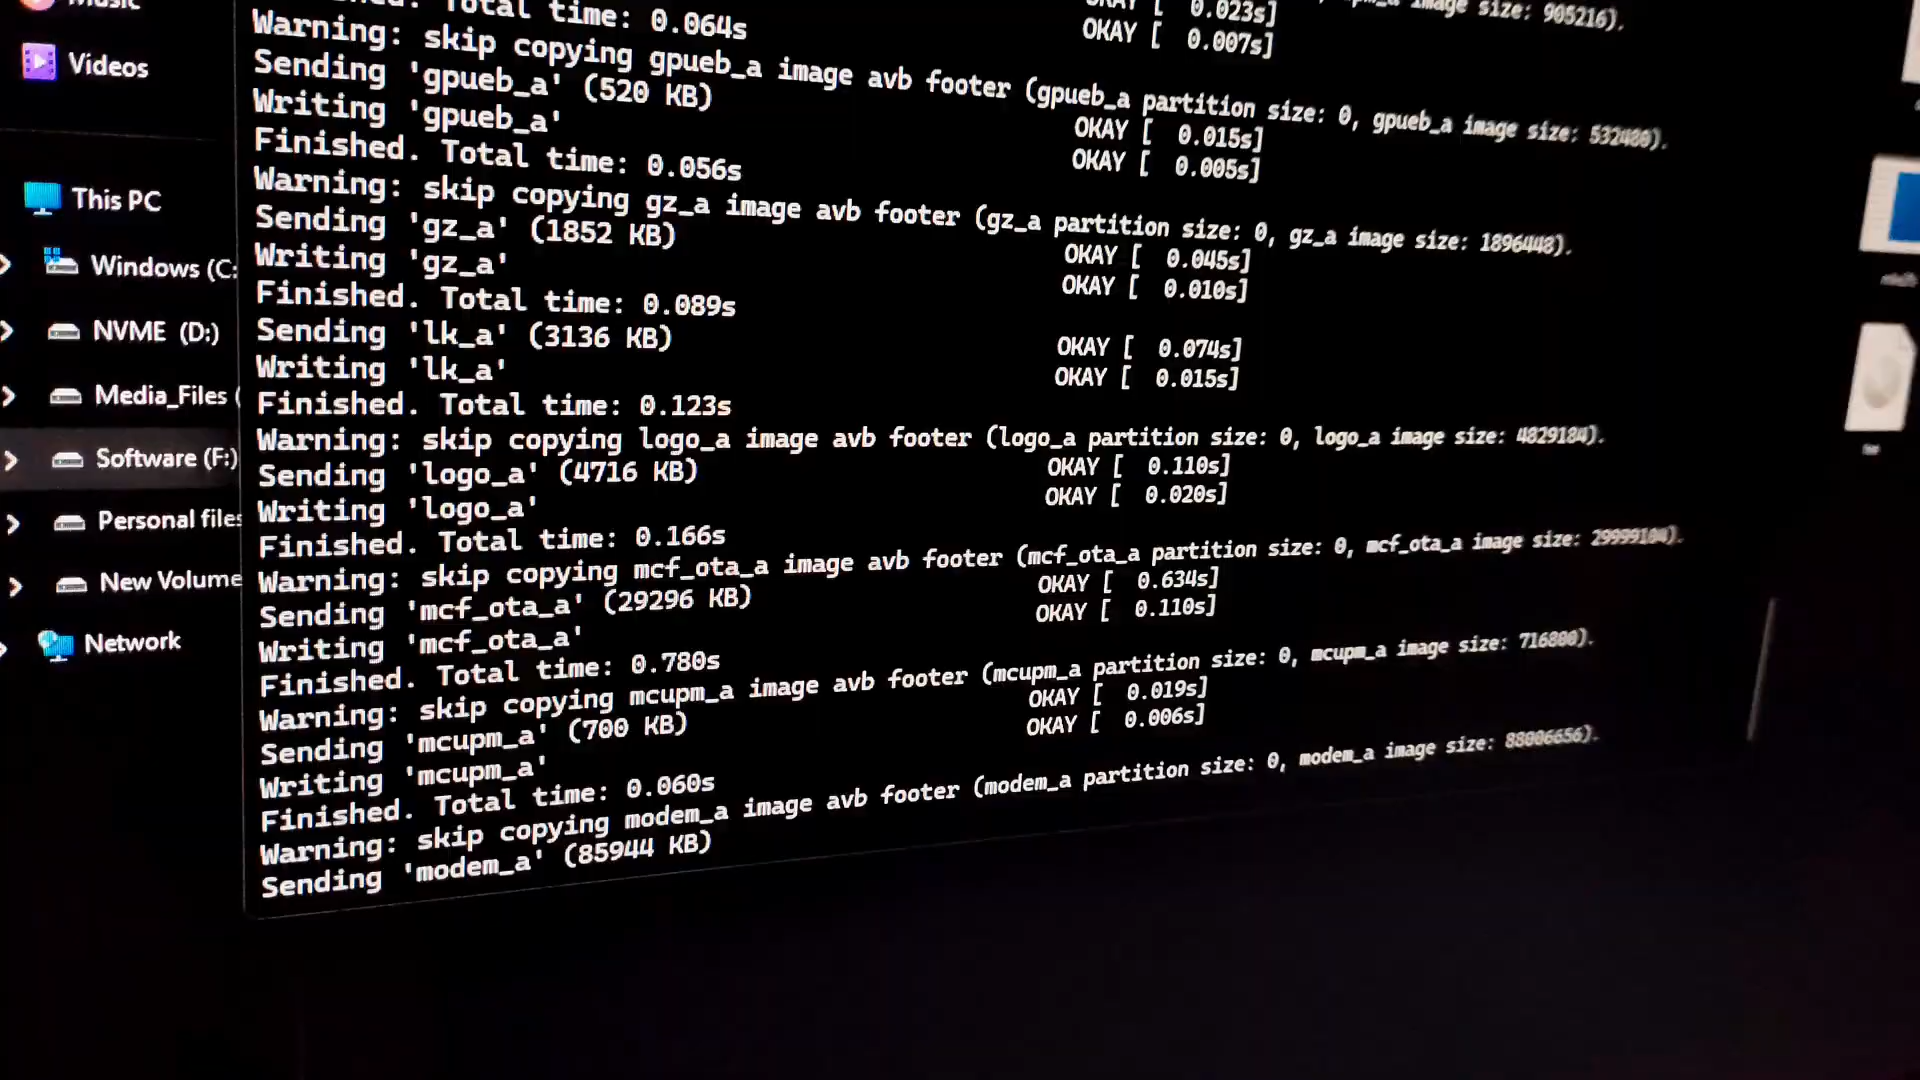 Music
Videos
This PC
Windows (C:
NVME (D:)
Media_Files (
Software (F:)
Personal files
New Volume
Network
Total time: 0.064s
OKAY [ 0.023s]
image size: 905216).
Warning: skip copying gpueb_a image avb footer (gpueb_a partition size: 0, gpueb_a image size: 532480).
OKAY [ 0.007s]
Sending 'gpueb_a' (520 KB)
OKAY [ 0.015s]
Writing 'gpueb_a'
OKAY [ 0.005s]
Finished. Total time: 0.056s
Warning: skip copying gz_a image avb footer (gz_a partition size: 0, gz_a image size: 1896448).
Sending 'gz_a' (1852 KB)
OKAY [ 0.045s]
Writing 'gz_a'
OKAY [ 0.010s]
Finished. Total time: 0.089s
Sending 'lk_a' (3136 KB)
OKAY [ 0.074s]
Writing 'lk_a'
OKAY [ 0.015s]
Finished. Total time: 0.123s
Warning: skip copying logo_a image avb footer (logo_a partition size: 0, logo_a image size: 4829184).
Sending 'logo_a' (4716 KB)
OKAY [ 0.110s]
Writing 'logo_a'
OKAY [ 0.020s]
Finished. Total time: 0.166s
Warning: skip copying mcf_ota_a image avb footer (mcf_ota_a partition size: 0, mcf_ota_a image size: 29999104).
Sending 'mcf_ota_a' (29296 KB)
OKAY [ 0.634s]
Writing 'mcf_ota_a'
OKAY [ 0.110s]
Finished. Total time: 0.780s
Warning: skip copying mcupm_a image avb footer (mcupm_a partition size: 0, mcupm_a image size: 716800).
Sending 'mcupm_a' (700 KB)
OKAY [ 0.019s]
Writing 'mcupm_a'
OKAY [ 0.006s]
Finished. Total time: 0.060s
Warning: skip copying modem_a image avb footer (modem_a partition size: 0, modem_a image size: 88006656).
Sending 'modem_a' (85944 KB)